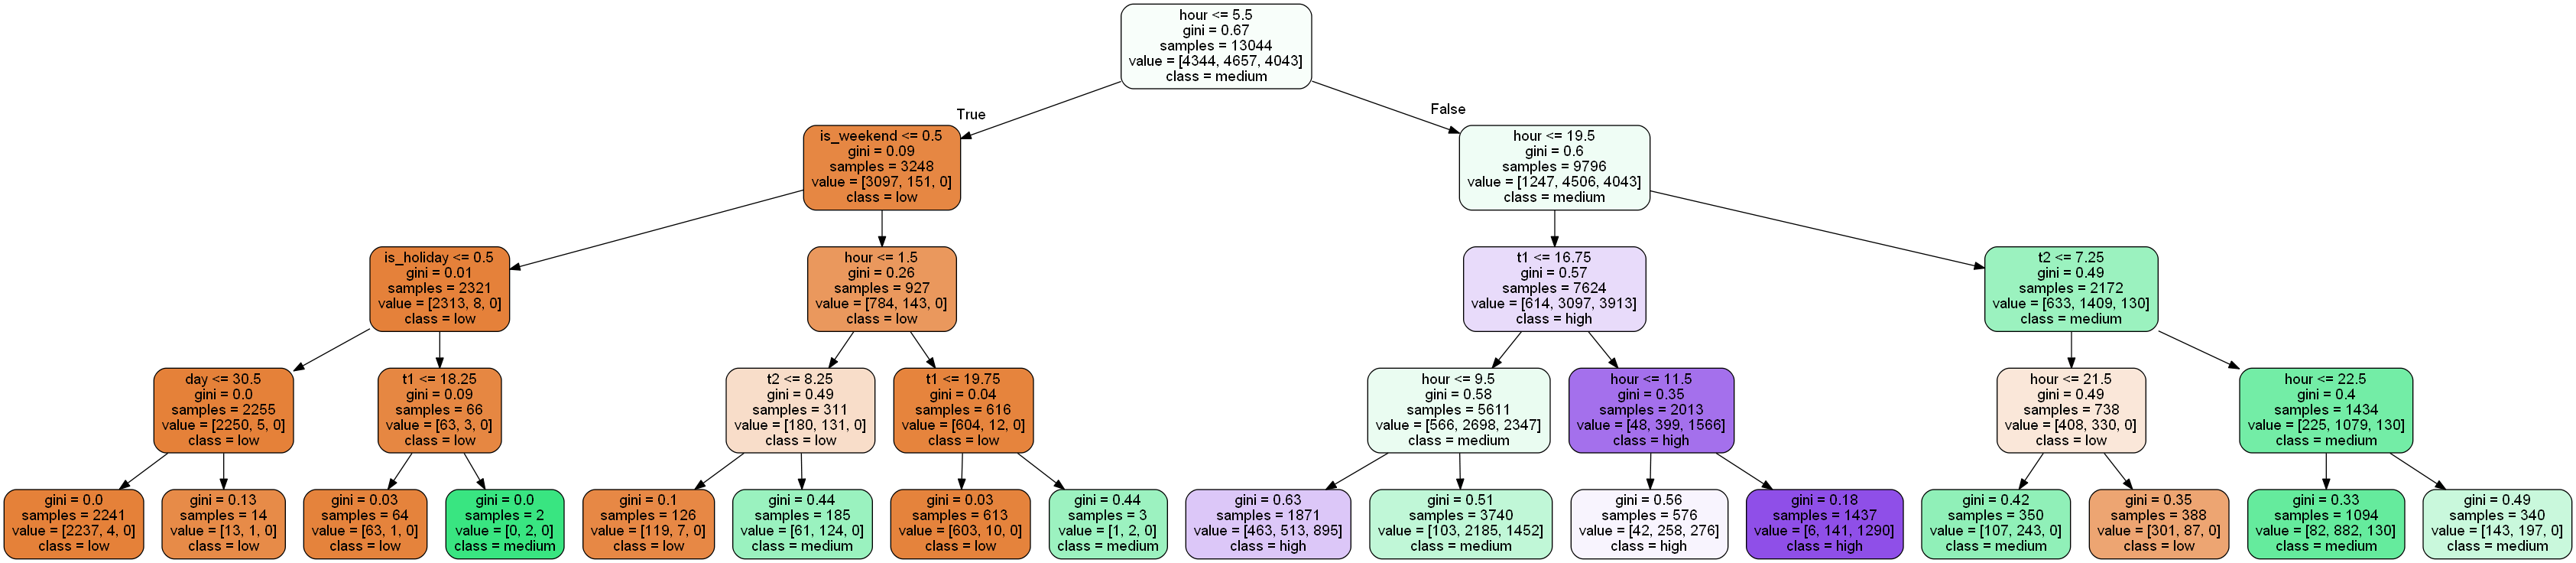 hour <= 5.5
gini = 0.67
samples = 13044
value = [4344, 4657, 4043]
class = medium
True
False
is_weekend <= 0.5
gini = 0.09
samples = 3248
value = [3097, 151, 0]
class = low
hour <= 19.5
gini = 0.6
samples = 9796
value = [1247, 4506, 4043]
class = medium
is_holiday <= 0.5
gini = 0.01
samples = 2321
value = [2313, 8, 0]
class = low
hour <= 1.5
gini = 0.26
samples = 927
value = [784, 143, 0]
class = low
t1 <= 16.75
gini = 0.57
samples = 7624
value = [614, 3097, 3913]
class = high
t2 <= 7.25
gini = 0.49
samples = 2172
value = [633, 1409, 130]
class = medium
day <= 30.5
gini = 0.0
samples = 2255
value = [2250, 5, 0]
class = low
t1 <= 18.25
gini = 0.09
samples = 66
value = [63, 3, 0]
class = low
t2 <= 8.25
gini = 0.49
samples = 311
value = [180, 131, 0]
class = low
t1 <= 19.75
gini = 0.04
samples = 616
value = [604, 12, 0]
class = low
hour <= 9.5
gini = 0.58
samples = 5611
value = [566, 2698, 2347]
class = medium
hour <= 11.5
gini = 0.35
samples = 2013
value = [48, 399, 1566]
class = high
hour <= 21.5
gini = 0.49
samples = 738
value = [408, 330, 0]
class = low
hour <= 22.5
gini = 0.4
samples = 1434
value = [225, 1079, 130]
class = medium
gini = 0.0
samples = 2241
value = [2237, 4, 0]
class = low
gini = 0.13
samples = 14
value = [13, 1, 0]
class = low
gini = 0.03
samples = 64
value = [63, 1, 0]
class = low
gini = 0.0
samples = 2
value = [0, 2, 0]
class = medium
gini = 0.1
samples = 126
value = [119, 7, 0]
class = low
gini = 0.44
samples = 185
value = [61, 124, 0]
class = medium
gini = 0.03
samples = 613
value = [603, 10, 0]
class = low
gini = 0.44
samples = 3
value = [1, 2, 0]
class = medium
gini = 0.63
samples = 1871
value = [463, 513, 895]
class = high
gini = 0.51
samples = 3740
value = [103, 2185, 1452]
class = medium
gini = 0.56
samples = 576
value = [42, 258, 276]
class = high
gini = 0.18
samples = 1437
value = [6, 141, 1290]
class = high
gini = 0.42
samples = 350
value = [107, 243, 0]
class = medium
gini = 0.35
samples = 388
value = [301, 87, 0]
class = low
gini = 0.33
samples = 1094
value = [82, 882, 130]
class = medium
gini = 0.49
samples = 340
value = [143, 197, 0]
class = medium